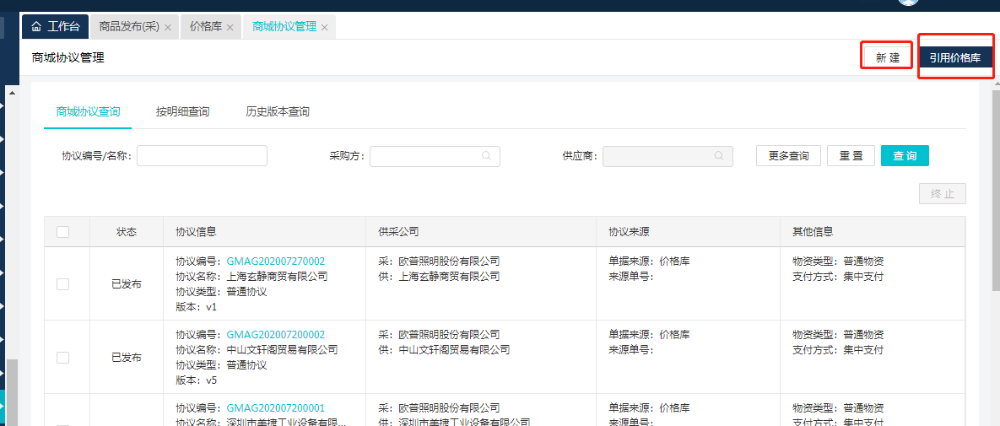 工作台 商品发布(采) 价格库 商城协议管理
商城协议管理 新 建 引用价格库
商城协议查询 按明细查询 历史版本查询
协议编号/名称: 采购方: 供应商: 更多查询 重 置 查 询
终 止
状态 协议信息 供采公司 协议来源 其他信息
协议编号: GMAG202007270002 采: 欧普照明股份有限公司 单据来源: 价格库 物资类型: 普通物资
协议名称: 上海玄静商贸有限公司 供: 上海玄静商贸有限公司 来源单号: 支付方式: 集中支付
已发布
协议类型: 普通协议
版本: v1
协议编号: GMAG202007200002 采: 欧普照明股份有限公司 单据来源: 价格库 物资类型: 普通物资
协议名称: 中山文轩阁贸易有限公司 供: 中山文轩阁贸易有限公司 来源单号: 支付方式: 集中支付
已发布
协议类型: 普通协议
版本: v5
协议编号: GMAG202007200001 采: 欧普照明股份有限公司 单据来源: 价格库 物资类型: 普通物资
协议名称: 深圳市美捷工业设备有限... 供: 深圳市美捷工业设备有限公司 来源单号: 支付方式: 集中支付